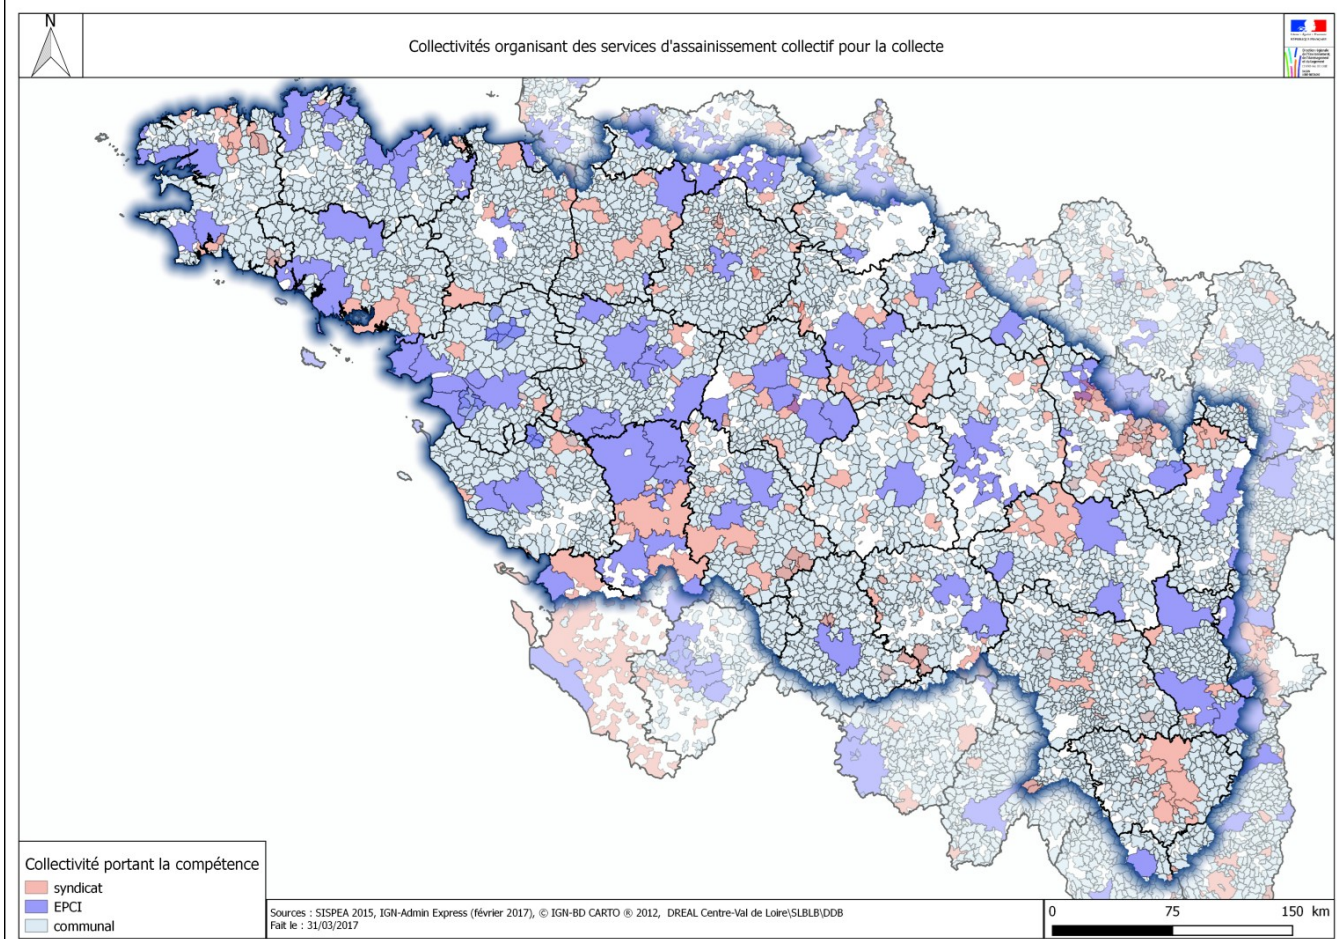 N
Collectivités organisant des services d'assainissement collectif pour la collecte
RÉPUBLIQUE FRANÇAISE
Collectivité portant la compétence
syndicat
EPCI
communal
Sources : SISPEA 2015, IGN-Admin Express (février 2017), © IGN-BD CARTO ® 2012, DREAL Centre-Val de Loire\SLBLB\DDB
Fait le : 31/03/2017
0 75 150 km